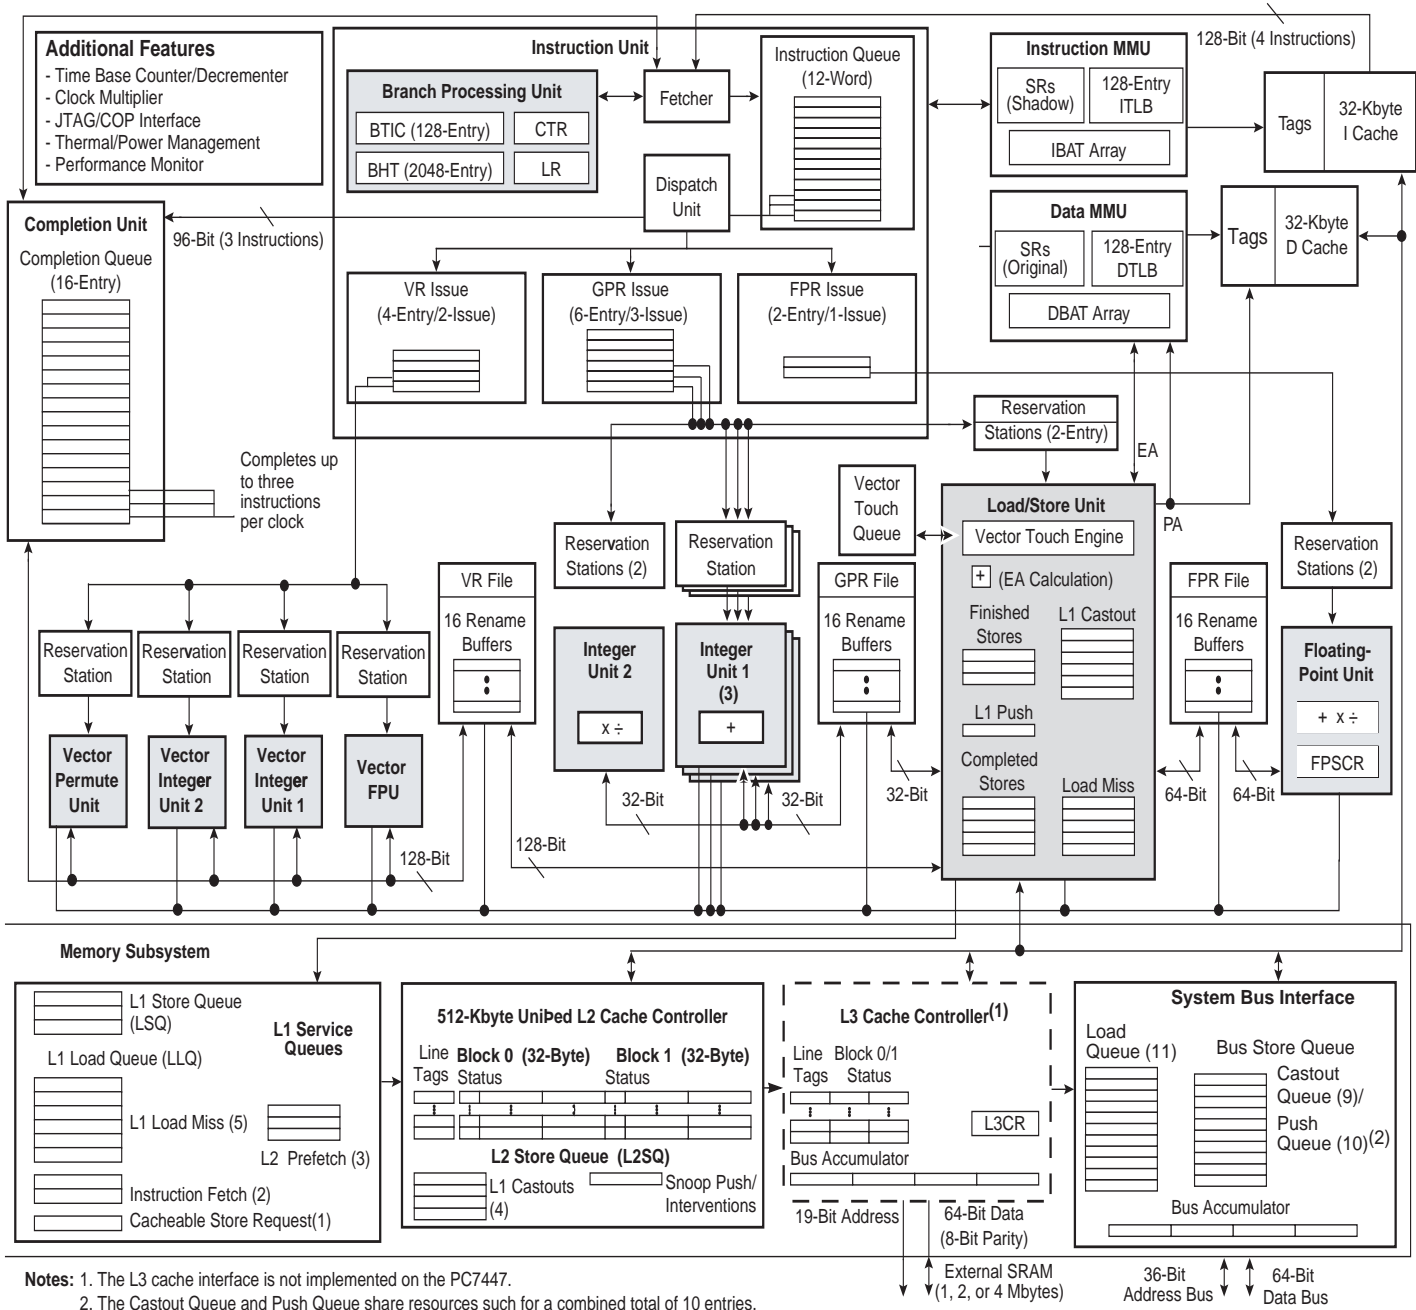 Additional Features
- Time Base Counter/Decrementer
- Clock Multiplier
- JTAG/COP Interface
- Thermal/Power Management
- Performance Monitor
Instruction Unit
Branch Processing Unit
BTIC (128-Entry)
CTR
BHT (2048-Entry)
LR
Fetcher
Instruction Queue
(12-Word)
Dispatch
Unit
128-Bit (4 Instructions)
Instruction MMU
SRs
(Shadow)
128-Entry
ITLB
IBAT Array
Tags
32-Kbyte
I Cache
Data MMU
SRs
(Original)
128-Entry
DTLB
DBAT Array
Tags
32-Kbyte
D Cache
Completion Unit
Completion Queue
(16-Entry)
96-Bit (3 Instructions)
Completes up
to three
instructions
per clock
VR Issue
(4-Entry/2-Issue)
GPR Issue
(6-Entry/3-Issue)
FPR Issue
(2-Entry/1-Issue)
Reservation
Stations (2-Entry)
EA
PA
Vector
Touch
Queue
Load/Store Unit
Vector Touch Engine
+
(EA Calculation)
Finished
Stores
L1 Castout
L1 Push
Completed
Stores
Load Miss
Reservation
Stations (2)
Reservation
Station
Reservation
Stations (2)
VR File
16 Rename
Buffers
GPR File
16 Rename
Buffers
FPR File
16 Rename
Buffers
Reservation
Station
Reservation
Station
Reservation
Station
Reservation
Station
Vector
Permute
Unit
Vector
Integer
Unit 2
Vector
Integer
Unit 1
Vector
FPU
Integer
Unit 2
x ÷
Integer
Unit 1
(3)
+
Floating-
Point Unit
+ x ÷
FPSCR
128-Bit
128-Bit
32-Bit
32-Bit
32-Bit
64-Bit
64-Bit
Memory Subsystem
L1 Store Queue
(LSQ)
L1 Service
Queues
L1 Load Queue (LLQ)
L1 Load Miss (5)
L2 Prefetch (3)
Instruction Fetch (2)
Cacheable Store Request(1)
512-Kbyte UniÞed L2 Cache Controller
Line
Tags
Block 0 (32-Byte)
Status
Block 1 (32-Byte)
Status
L2 Store Queue (L2SQ)
L1 Castouts
(4)
Snoop Push/
Interventions
L3 Cache Controller(1)
Line
Tags
Block 0/1
Status
L3CR
Bus Accumulator
System Bus Interface
Load
Queue (11)
Bus Store Queue
Castout
Queue (9)/
Push
Queue (10)(2)
Bus Accumulator
19-Bit Address
64-Bit Data
(8-Bit Parity)
External SRAM
(1, 2, or 4 Mbytes)
36-Bit
Address Bus
64-Bit
Data Bus
Notes: 1. The L3 cache interface is not implemented on the PC7447.
2. The Castout Queue and Push Queue share resources such for a combined total of 10 entries.